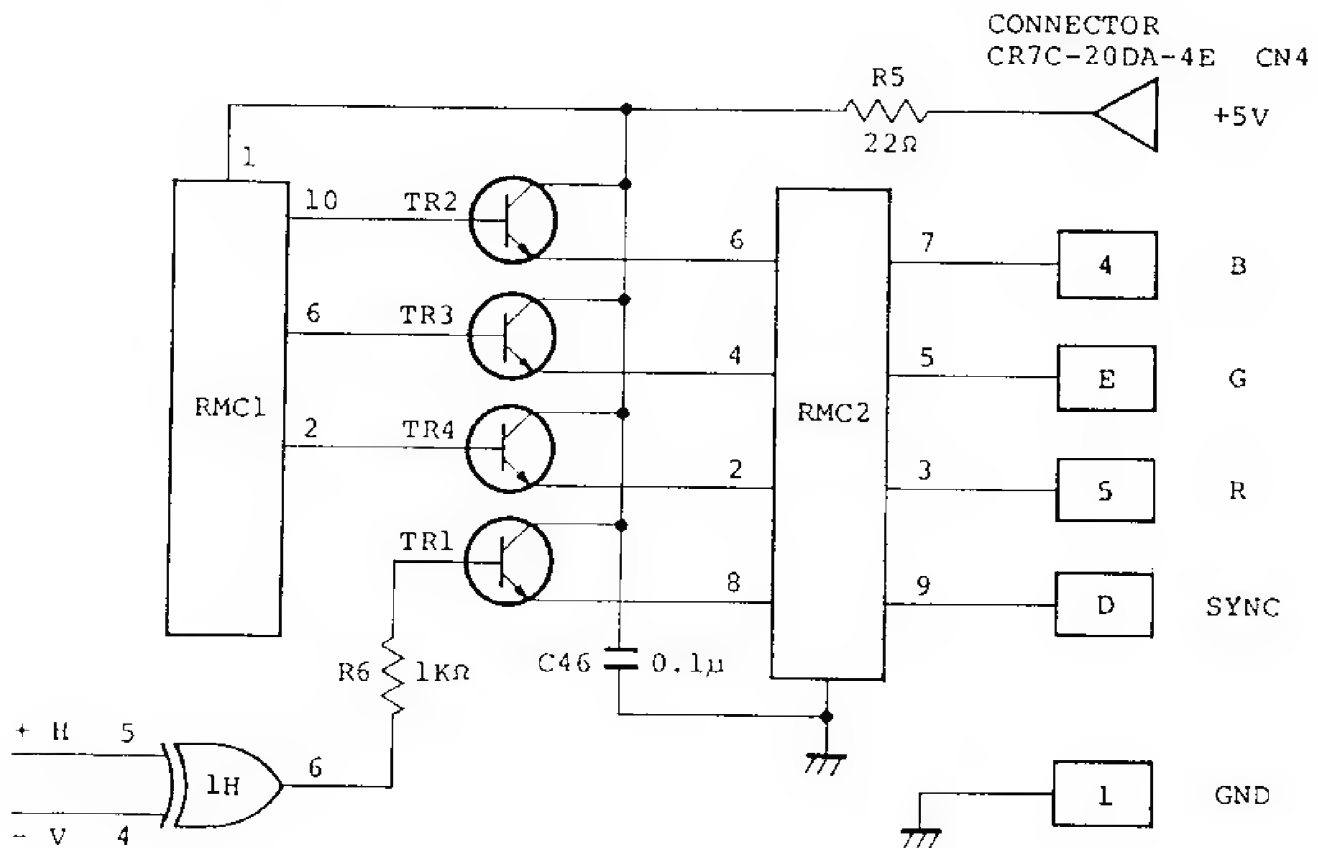 CONNECTOR
CR7C-20DA-4E CN4
R5
22Ω
+5V
1
10
TR2
6
7
4
B
6
TR3
4
5
E
G
RMC1
RMC2
2
TR4
2
3
5
R
TR1
8
9
D
SYNC
R6
1KΩ
C46
0.1μ
+ H
5
1H
6
- V
4
1
GND